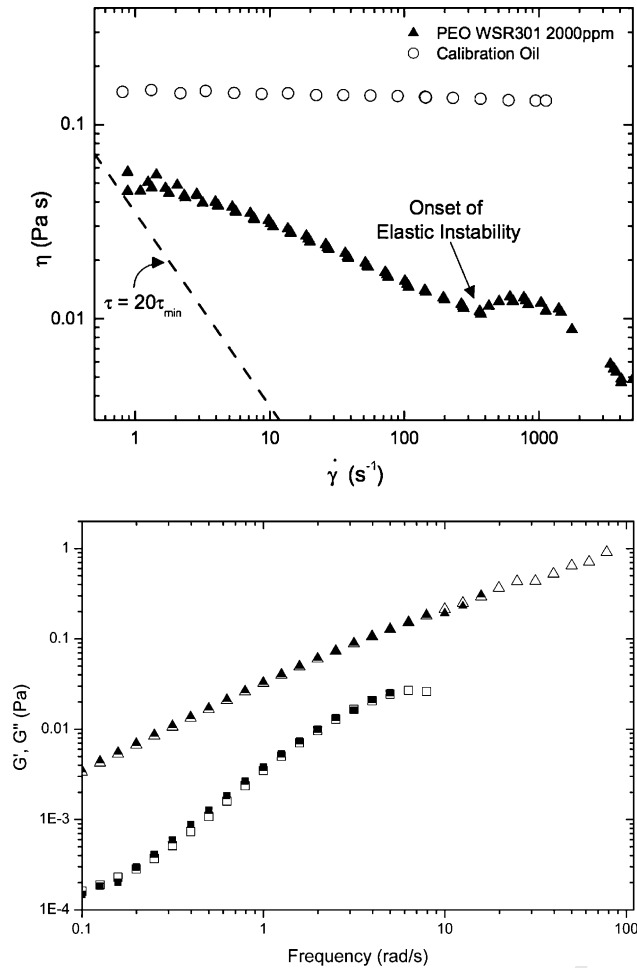 PEO WSR301 2000ppm
Calibration Oil
0.1
0.01
η (Pa s)
Onset of
Elastic Instability
τ = 20τmin
1
10
100
1000
γ̇ (s⁻¹)
1
0.1
0.01
1E-3
1E-4
G', G'' (Pa)
0.1
1
10
100
Frequency (rad/s)